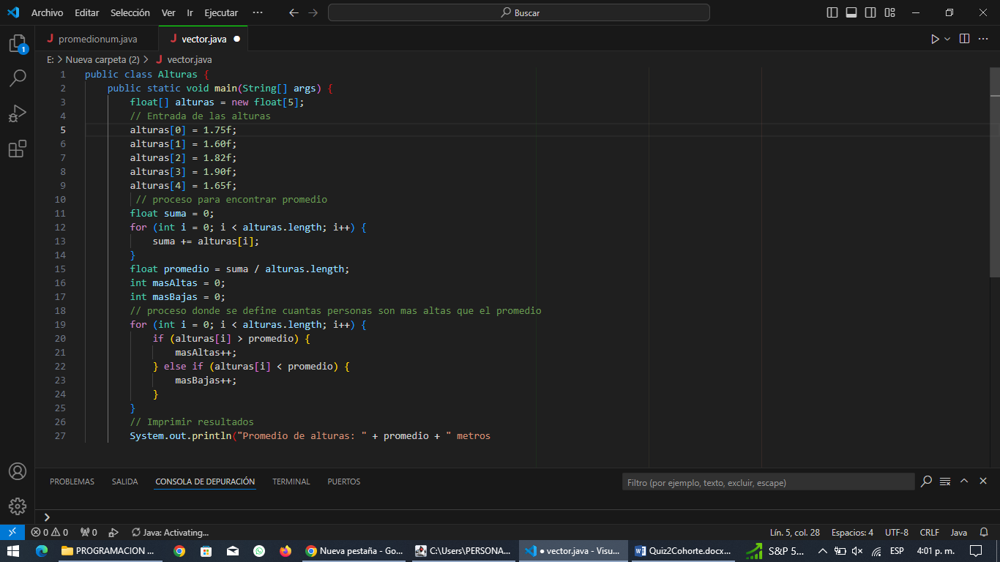 Archivo Editar Selección Ver Ir Ejecutar ··· Buscar
promedionum.java vector.java
E: > Nueva carpeta (2) > vector.java
1 public class Alturas {
2 public static void main(String[] args) {
3 float[] alturas = new float[5];
4 // Entrada de las alturas
5 alturas[0] = 1.75f;
6 alturas[1] = 1.60f;
7 alturas[2] = 1.82f;
8 alturas[3] = 1.90f;
9 alturas[4] = 1.65f;
10 // proceso para encontrar promedio
11 float suma = 0;
12 for (int i = 0; i < alturas.length; i++) {
13 suma += alturas[i];
14 }
15 float promedio = suma / alturas.length;
16 int masAltas = 0;
17 int masBajas = 0;
18 // proceso donde se define cuantas personas son mas altas que el promedio
19 for (int i = 0; i < alturas.length; i++) {
20 if (alturas[i] > promedio) {
21 masAltas++;
22 } else if (alturas[i] < promedio) {
23 masBajas++;
24 }
25 }
26 // Imprimir resultados
27 System.out.println("Promedio de alturas: " + promedio + " metros
PROBLEMAS SALIDA CONSOLA DE DEPURACIÓN TERMINAL PUERTOS Filtro (por ejemplo, texto, excluir, escape)
0 0 0 Java: Activating... Lín. 5, col. 28 Espacios: 4 UTF-8 CRLF Java
PROGRAMACION ... Nueva pestaña - Go... C:\Users\PERSONA... vector.java - Visu... Quiz2Cohorte.docx... S&P 5... ESP 4:01 p. m.
1